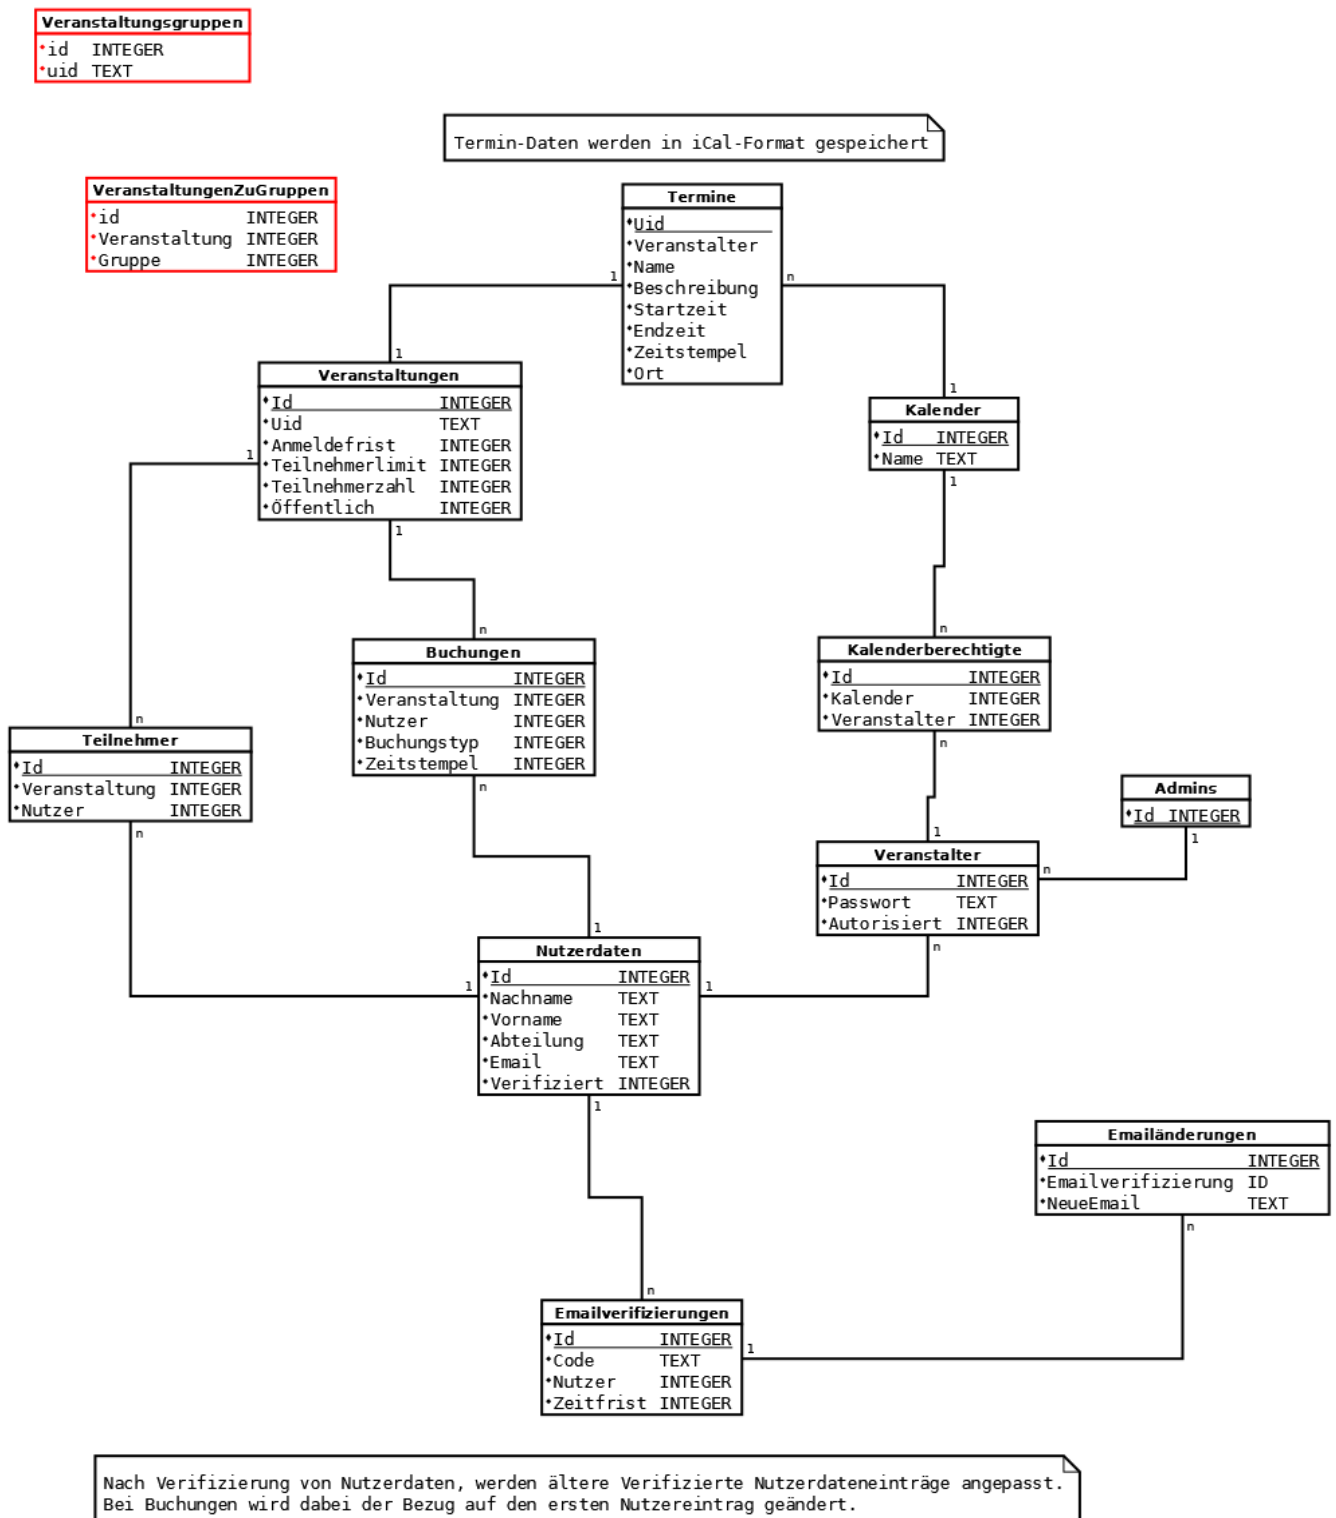 Veranstaltungsgruppen
id INTEGER
uid TEXT
Termin-Daten werden in iCal-Format gespeichert
VeranstaltungenZuGruppen
id INTEGER
Veranstaltung INTEGER
Gruppe INTEGER
Termine
Uid
Veranstalter
Name
Beschreibung
Startzeit
Endzeit
Zeitstempel
Ort
1
n
1
1
Veranstaltungen
Id INTEGER
Uid TEXT
Anmeldefrist INTEGER
Teilnehmerlimit INTEGER
Teilnehmerzahl INTEGER
Öffentlich INTEGER
1
1
Kalender
Id INTEGER
Name TEXT
1
n
n
Buchungen
Id INTEGER
Veranstaltung INTEGER
Nutzer INTEGER
Buchungstyp INTEGER
Zeitstempel INTEGER
n
Kalenderberechtigte
Id INTEGER
Kalender INTEGER
Veranstalter INTEGER
n
n
Teilnehmer
Id INTEGER
Veranstaltung INTEGER
Nutzer INTEGER
n
Admins
Id INTEGER
1
1
Veranstalter
Id INTEGER
Passwort TEXT
Autorisiert INTEGER
n
n
1
Nutzerdaten
Id INTEGER
Nachname TEXT
Vorname TEXT
Abteilung TEXT
Email TEXT
Verifiziert INTEGER
1
1
1
Emailänderungen
Id INTEGER
Emailverifizierung ID
NeueEmail TEXT
n
n
Emailverifizierungen
Id INTEGER
Code TEXT
Nutzer INTEGER
Zeitfrist INTEGER
1
Nach Verifizierung von Nutzerdaten, werden ältere Verifizierte Nutzerdateneinträge angepasst.
Bei Buchungen wird dabei der Bezug auf den ersten Nutzereintrag geändert.